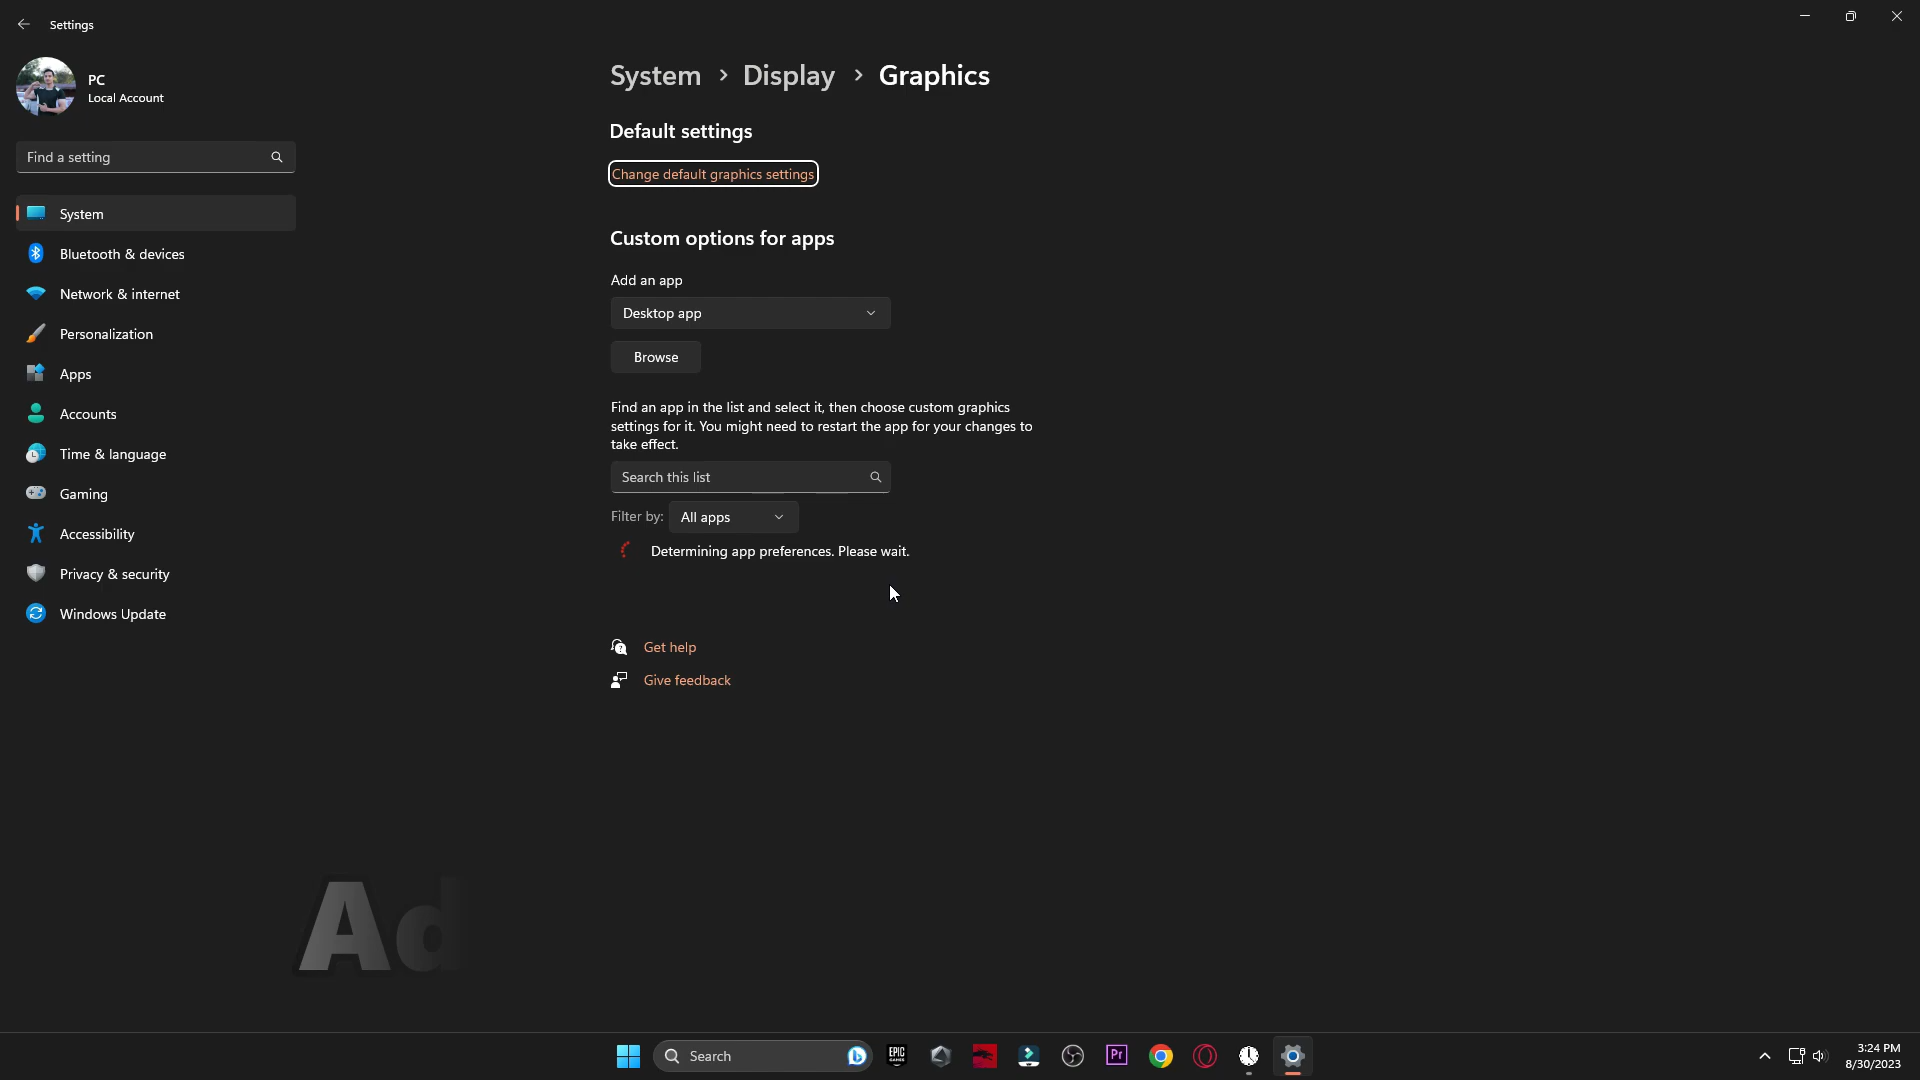 Settings
PC
Local Account
Find a setting
System
Bluetooth & devices
Network & internet
Personalization
Apps
Accounts
Time & language
Gaming
Accessibility
Privacy & security
Windows Update
System > Display > Graphics
Default settings
Change default graphics settings
Custom options for apps
Add an app
Desktop app
Browse
Find an app in the list and select it, then choose custom graphics
settings for it. You might need to restart the app for your changes to
take effect.
Search this list
Filter by: All apps
Determining app preferences. Please wait.
Get help
Give feedback
Ad
Search
EPIC
GAMES
Pr
3:24 PM
8/30/2023